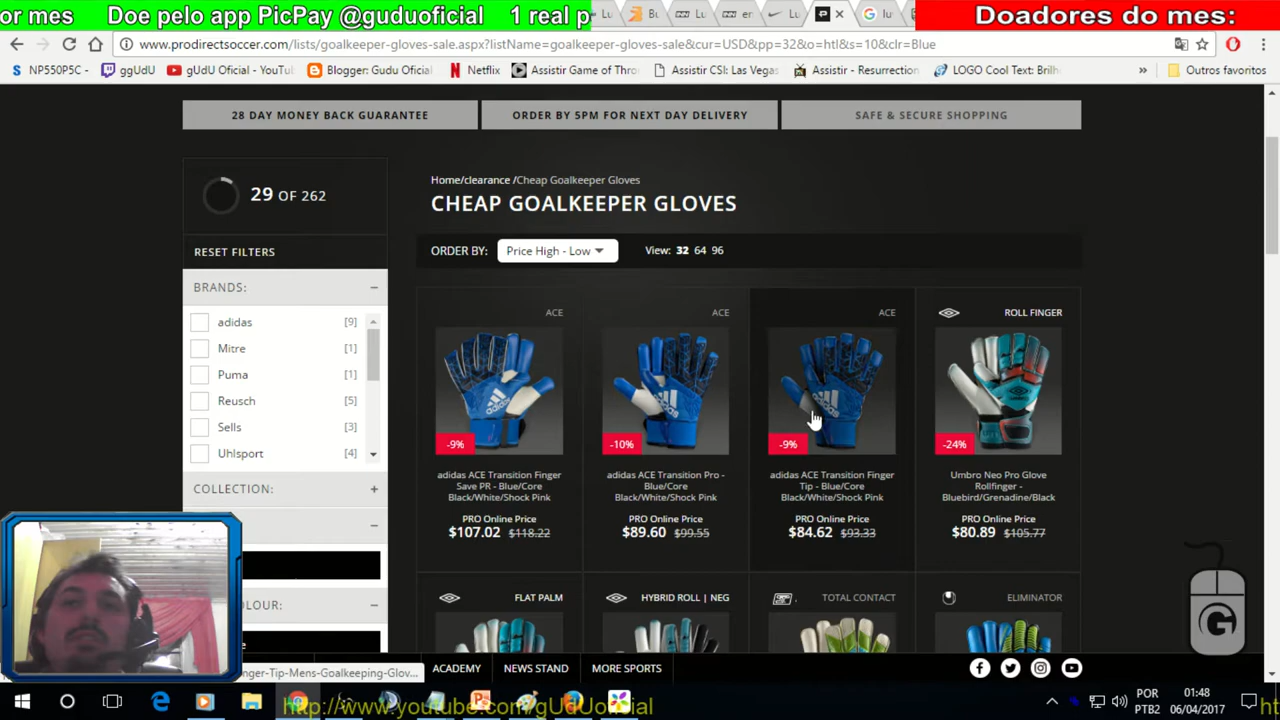 or mes Doe pelo app PicPay @guduoficial 1 real p
Doadores do mes:
www.prodirectsoccer.com/lists/goalkeeper-gloves-sale.aspx?listName=goalkeeper-gloves-sale&cur=USD&pp=32&o=htl&s=10&clr=Blue
NP550P5C - ggUdU gUdU Oficial - YouTu Blogger: Gudu Oficial Netflix Assistir Game of Thro Assistir CSI: Las Vegas Assistir - Resurrection LOGO Cool Text: Brilh » Outros favoritos
28 DAY MONEY BACK GUARANTEE
ORDER BY 5PM FOR NEXT DAY DELIVERY
SAFE & SECURE SHOPPING
29 OF 262
RESET FILTERS
BRANDS:
adidas [9]
Mitre [1]
Puma [1]
Reusch [5]
Sells [3]
Uhlsport [4]
COLLECTION:
OLOUR:
Home/clearance /Cheap Goalkeeper Gloves
CHEAP GOALKEEPER GLOVES
ORDER BY: Price High - Low View: 32 64 96
ACE
ACE
ACE
ROLL FINGER
adidas
adidas
adidas
-9%
-10%
-9%
-24%
adidas ACE Transition Finger
Save PR - Blue/Core
Black/White/Shock Pink
PRO Online Price
$107.02 $118.22
adidas ACE Transition Pro -
Blue/Core
Black/White/Shock Pink
PRO Online Price
$89.60 $99.55
adidas ACE Transition Finger
Tip - Blue/Core
Black/White/Shock Pink
PRO Online Price
$84.62 $93.33
Umbro Neo Pro Glove
Rollfinger -
Bluebird/Grenadine/Black
PRO Online Price
$80.89 $105.77
FLAT PALM
HYBRID ROLL | NEG
TOTAL CONTACT
ELIMINATOR
nger-Tip-Mens-Goalkeeping-Glov...
ACADEMY NEWS STAND MORE SPORTS
http://www.youtube.com/gUdUoficial
POR
PTB2
01:48
06/04/2017